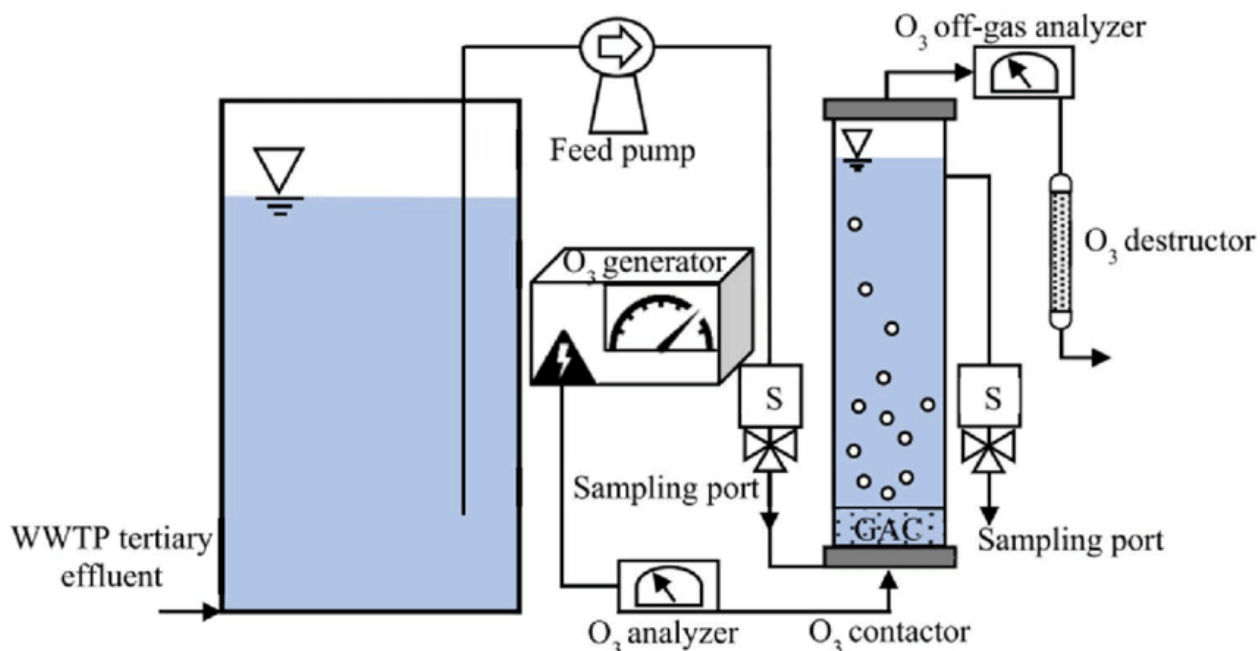 O₃ off-gas analyzer
Feed pump
O₃ generator
O₃ destructor
S
S
Sampling port
GAC
Sampling port
WWTP tertiary
effluent
O₃ analyzer
O₃ contactor